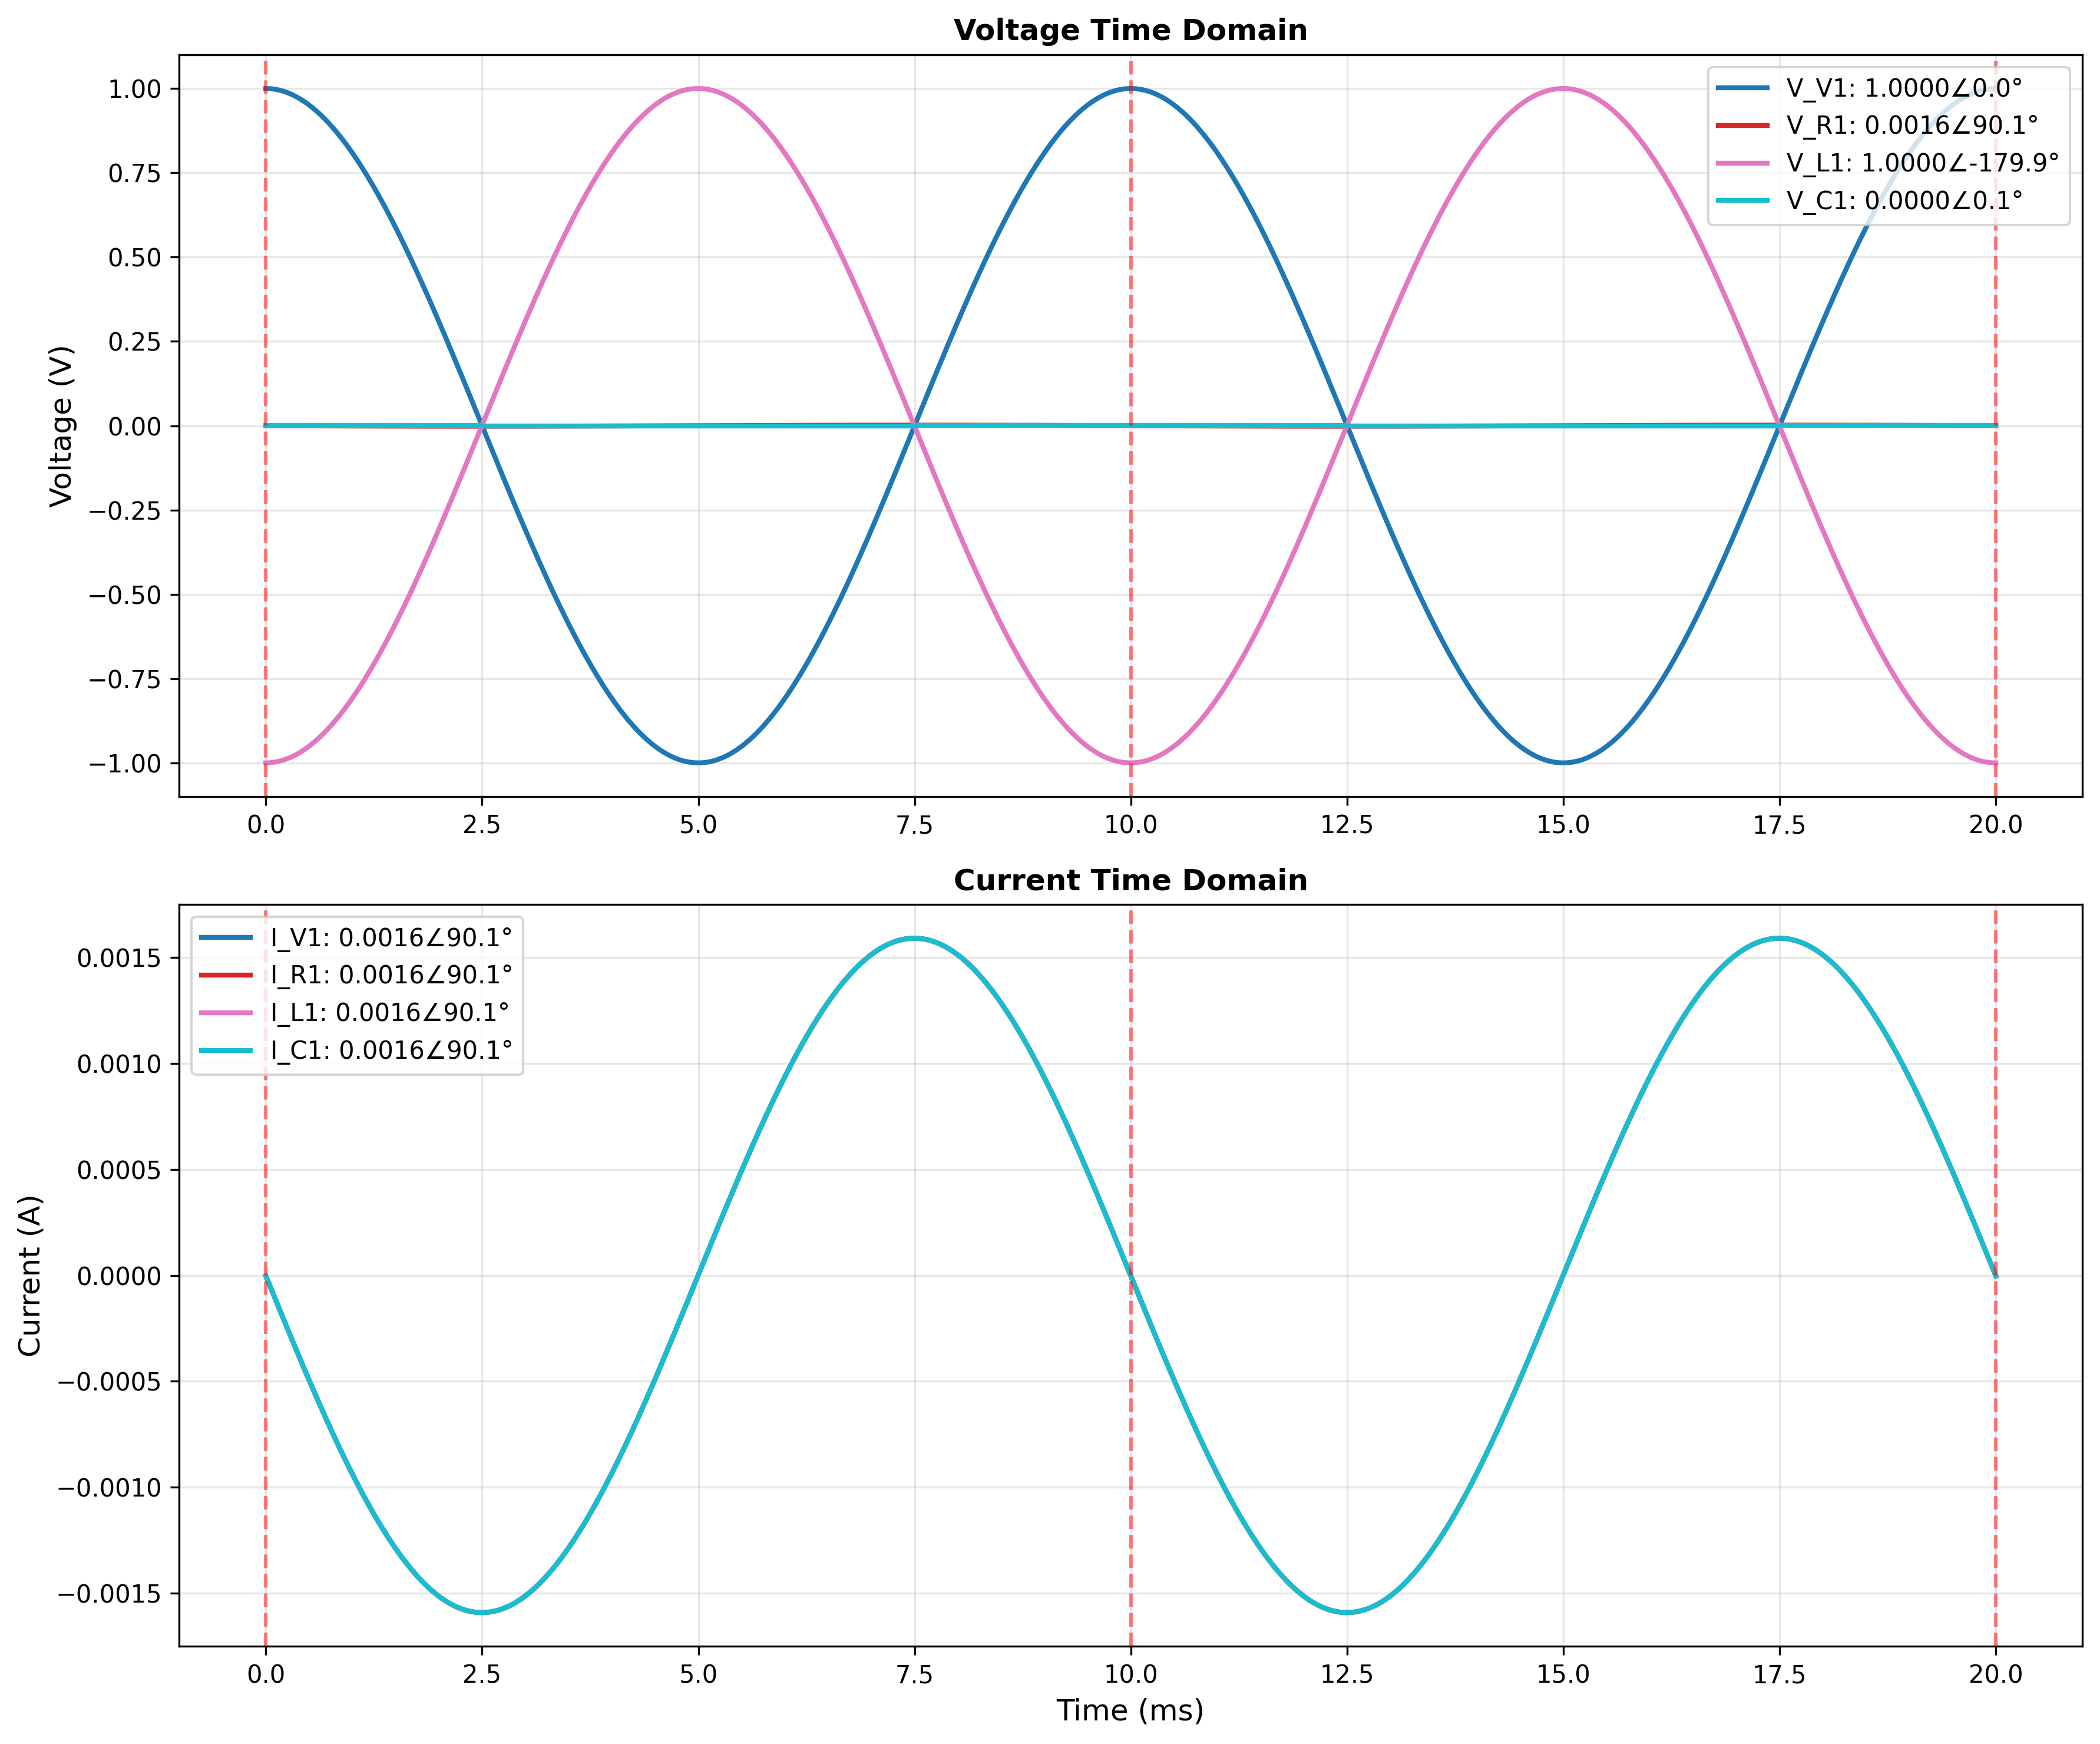 Voltage Time Domain
Voltage (V)
1.00
0.75
0.50
0.25
0.00
−0.25
−0.50
−0.75
−1.00
V_V1: 1.0000∠0.0°
V_R1: 0.0016∠90.1°
V_L1: 1.0000∠-179.9°
V_C1: 0.0000∠0.1°
0.0 2.5 5.0 7.5 10.0 12.5 15.0 17.5 20.0
Current Time Domain
Current (A)
0.0015
0.0010
0.0005
0.0000
−0.0005
−0.0010
−0.0015
I_V1: 0.0016∠90.1°
I_R1: 0.0016∠90.1°
I_L1: 0.0016∠90.1°
I_C1: 0.0016∠90.1°
0.0 2.5 5.0 7.5 10.0 12.5 15.0 17.5 20.0
Time (ms)